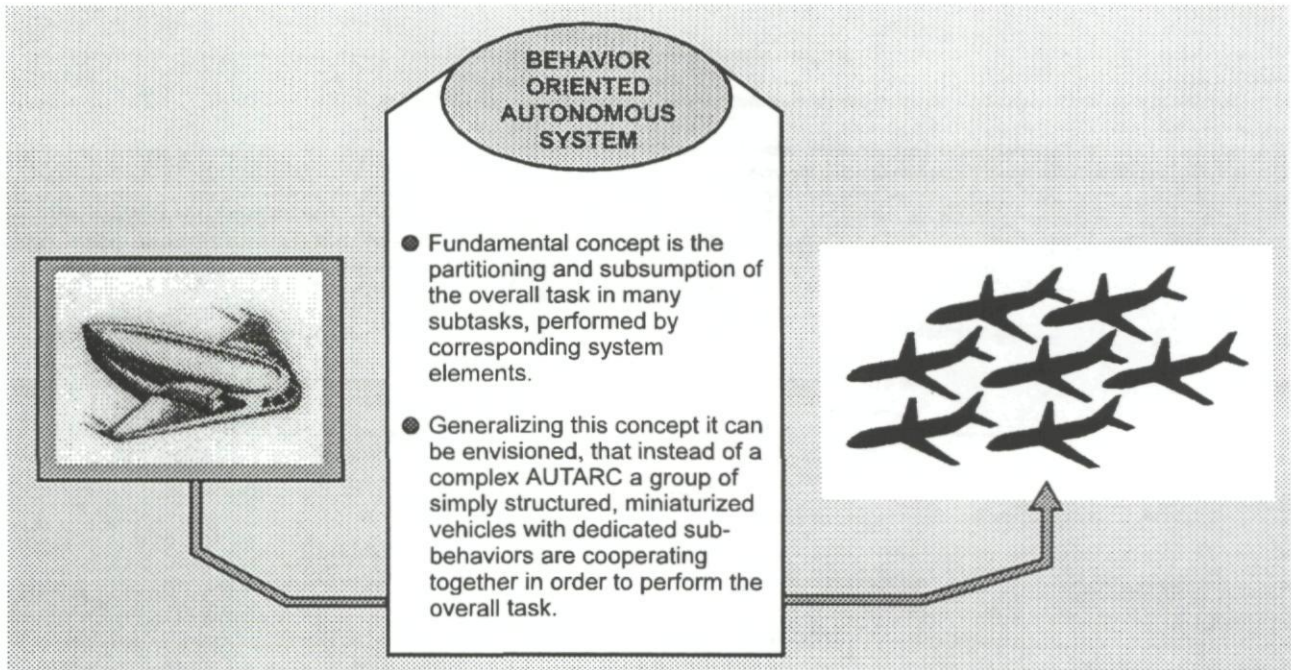 BEHAVIOR
ORIENTED
AUTONOMOUS
SYSTEM
Fundamental concept is the
partitioning and subsumption of
the overall task in many
subtasks, performed by
corresponding system
elements.
Generalizing this concept it can
be envisioned, that instead of a
complex AUTARC a group of
simply structured, miniaturized
vehicles with dedicated sub-
behaviors are cooperating
together in order to perform the
overall task.